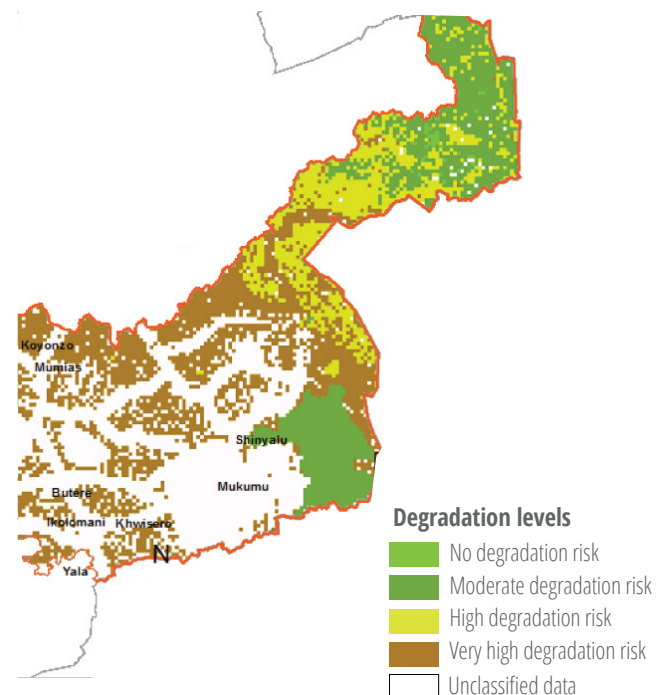 Koyonzo
Mumias
Shinyalu
Mukumu
Butere
Ikolomani Khwisero
N
Yala
Degradation levels
No degradation risk
Moderate degradation risk
High degradation risk
Very high degradation risk
Unclassified data